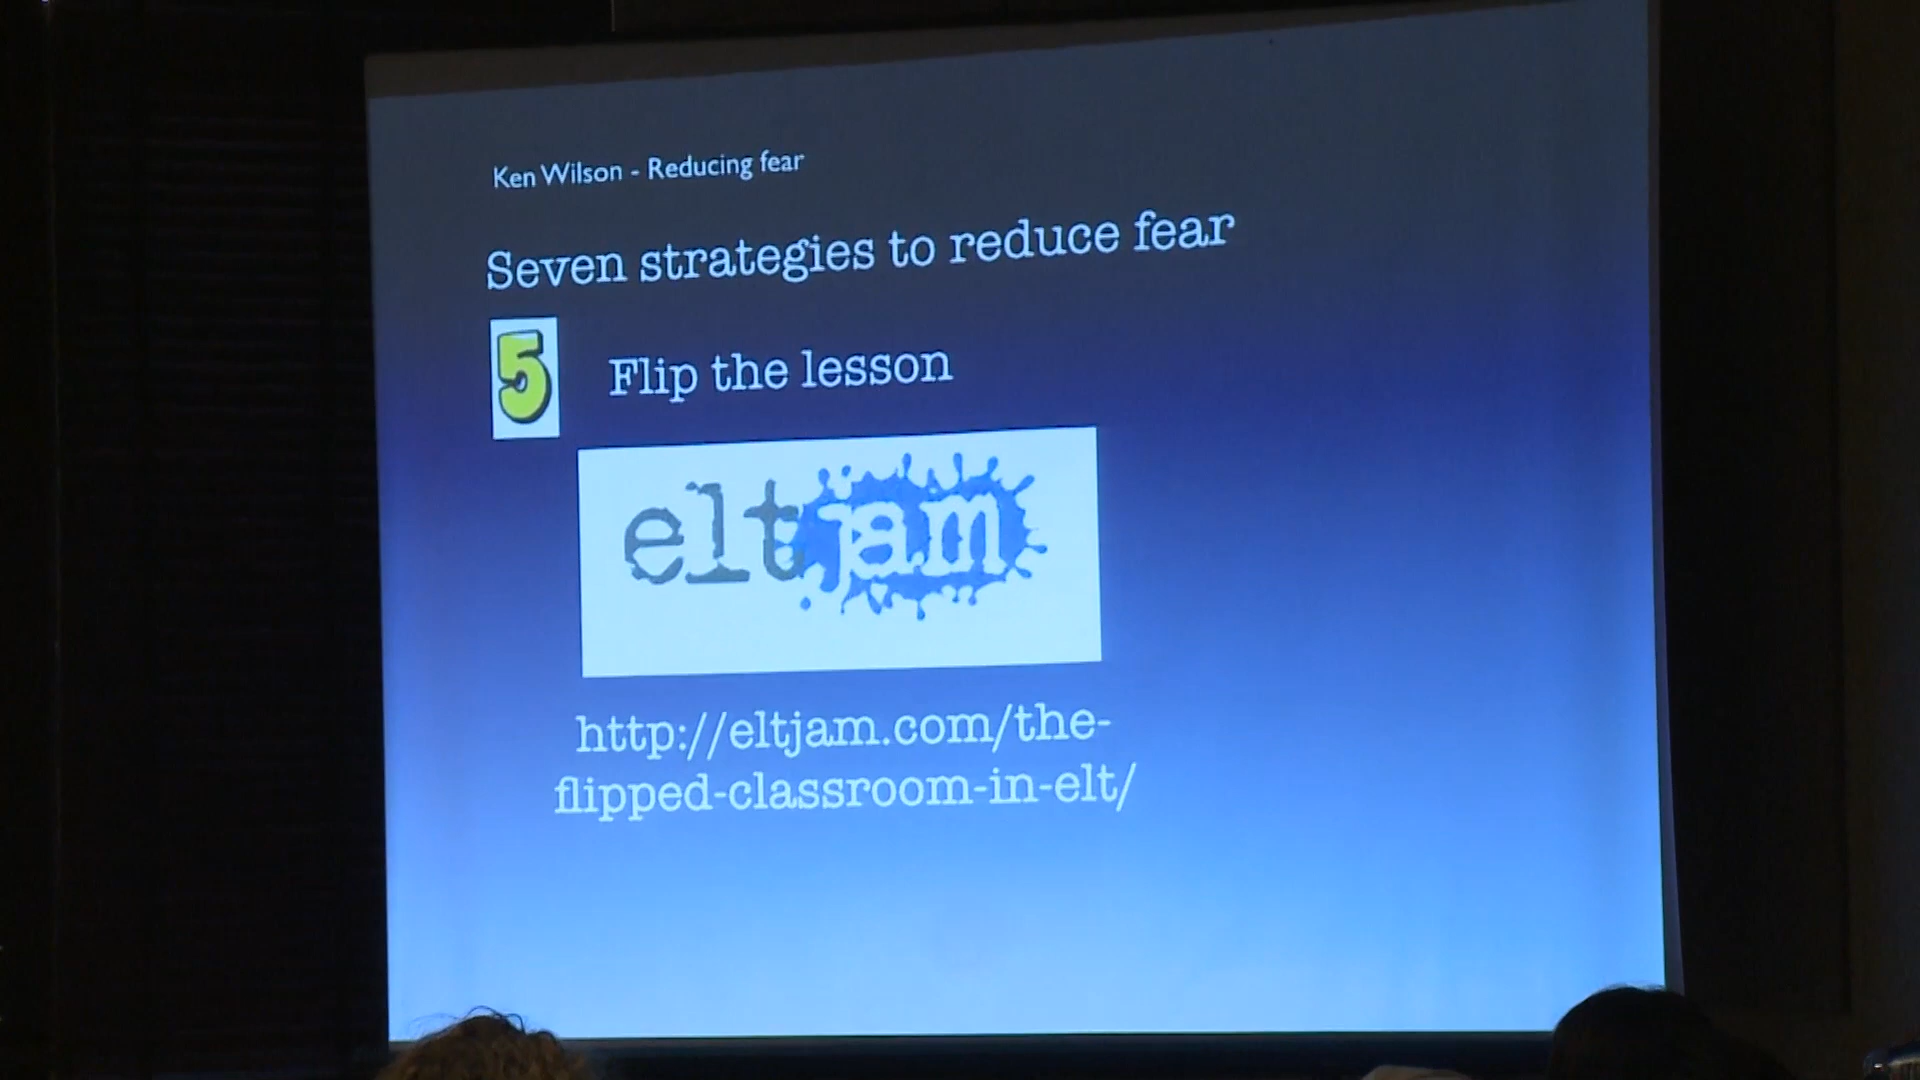 Ken Wilson - Reducing fear
Seven strategies to reduce fear
5 Flip the lesson
eltjam
http://eltjam.com/the-
flipped-classroom-in-elt/